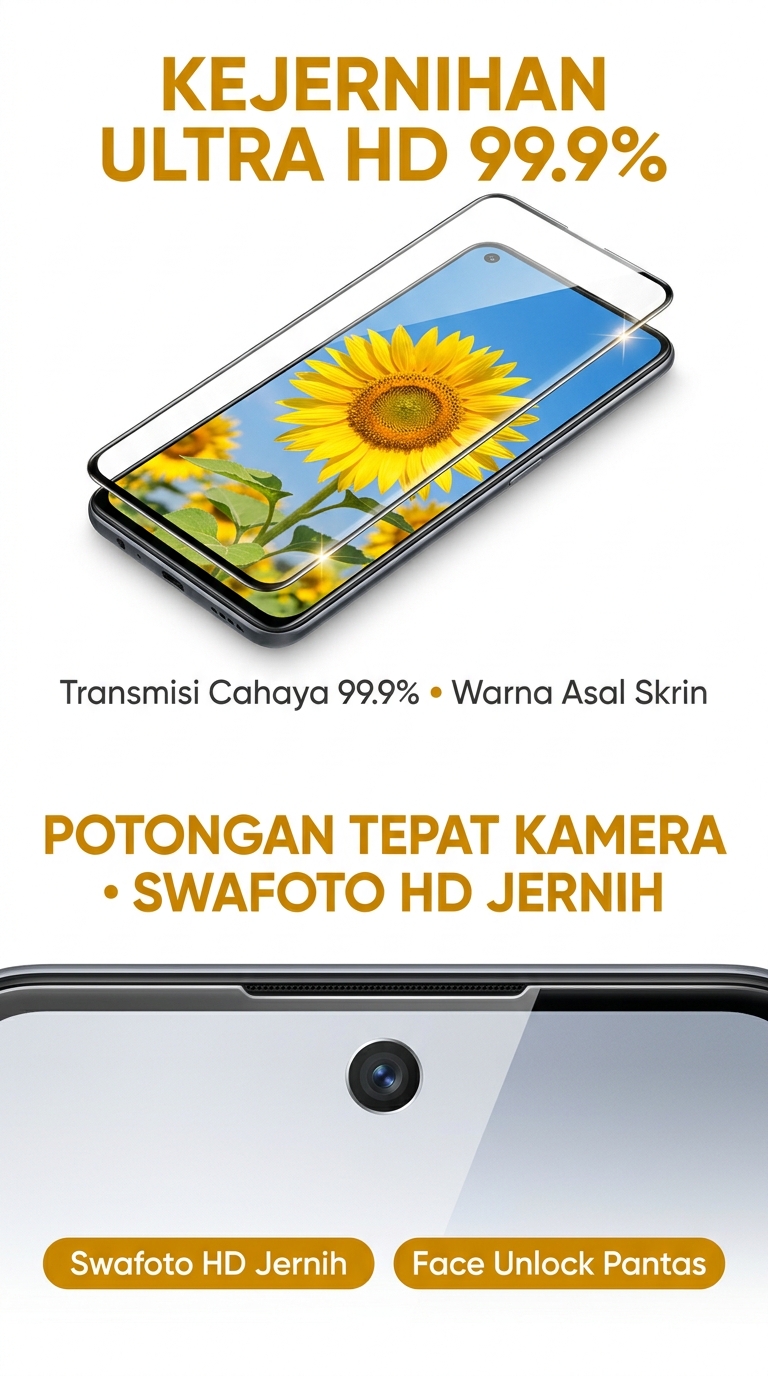 KEJERNIHAN
ULTRA HD 99.9%
Transmisi Cahaya 99.9% • Warna Asal Skrin
POTONGAN TEPAT KAMERA
• SWAFOTO HD JERNIH
Swafoto HD Jernih
Face Unlock Pantas